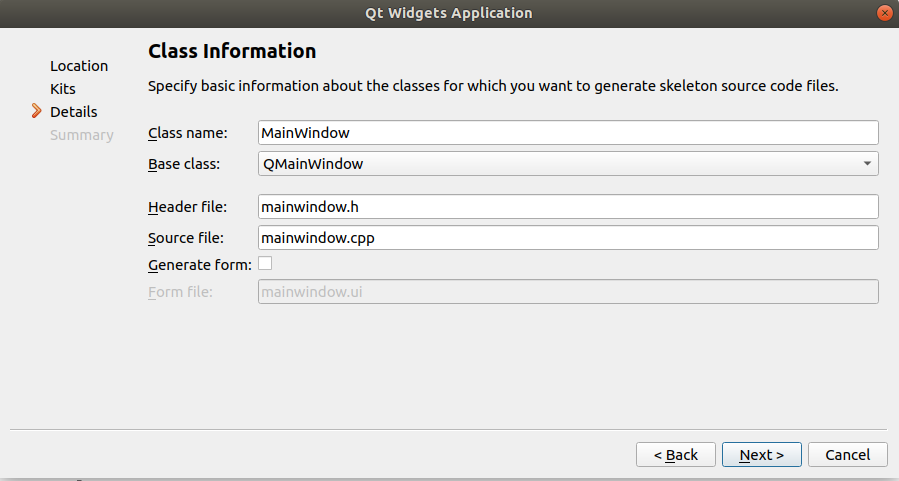 Qt Widgets Application
Location
Kits
Details
Summary
Class Information
Specify basic information about the classes for which you want to generate skeleton source code files.
Class name: MainWindow
Base class: QMainWindow
Header file: mainwindow.h
Source file: mainwindow.cpp
Generate form:
Form file: mainwindow.ui
< Back Next > Cancel